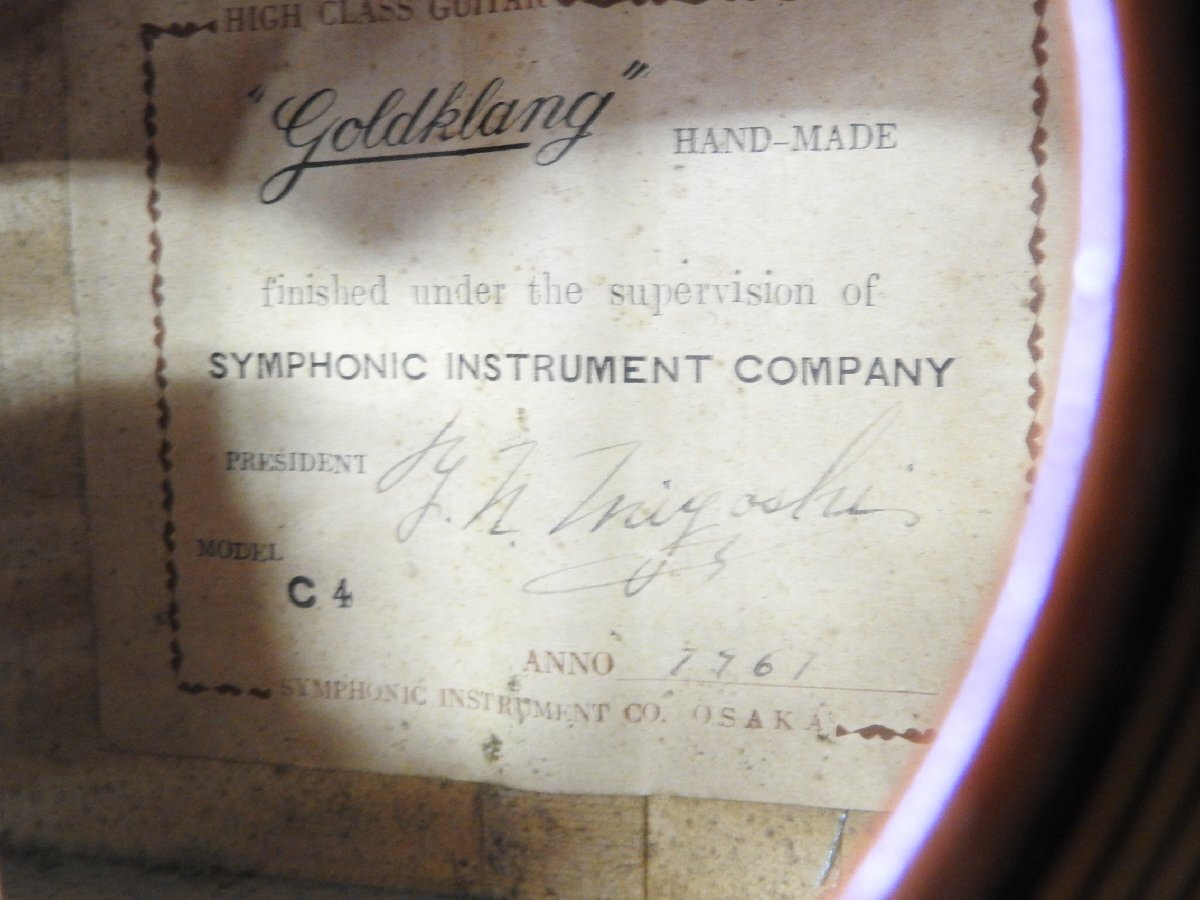 HIGH CLASS GUITAR
"Goldklang" HAND-MADE
finished under the supervision of
SYMPHONIC INSTRUMENT COMPANY
PRESIDENT Y. N. Miyoshi
MODEL
C 4
ANNO 1961
SYMPHONIC INSTRUMENT CO. OSAKA